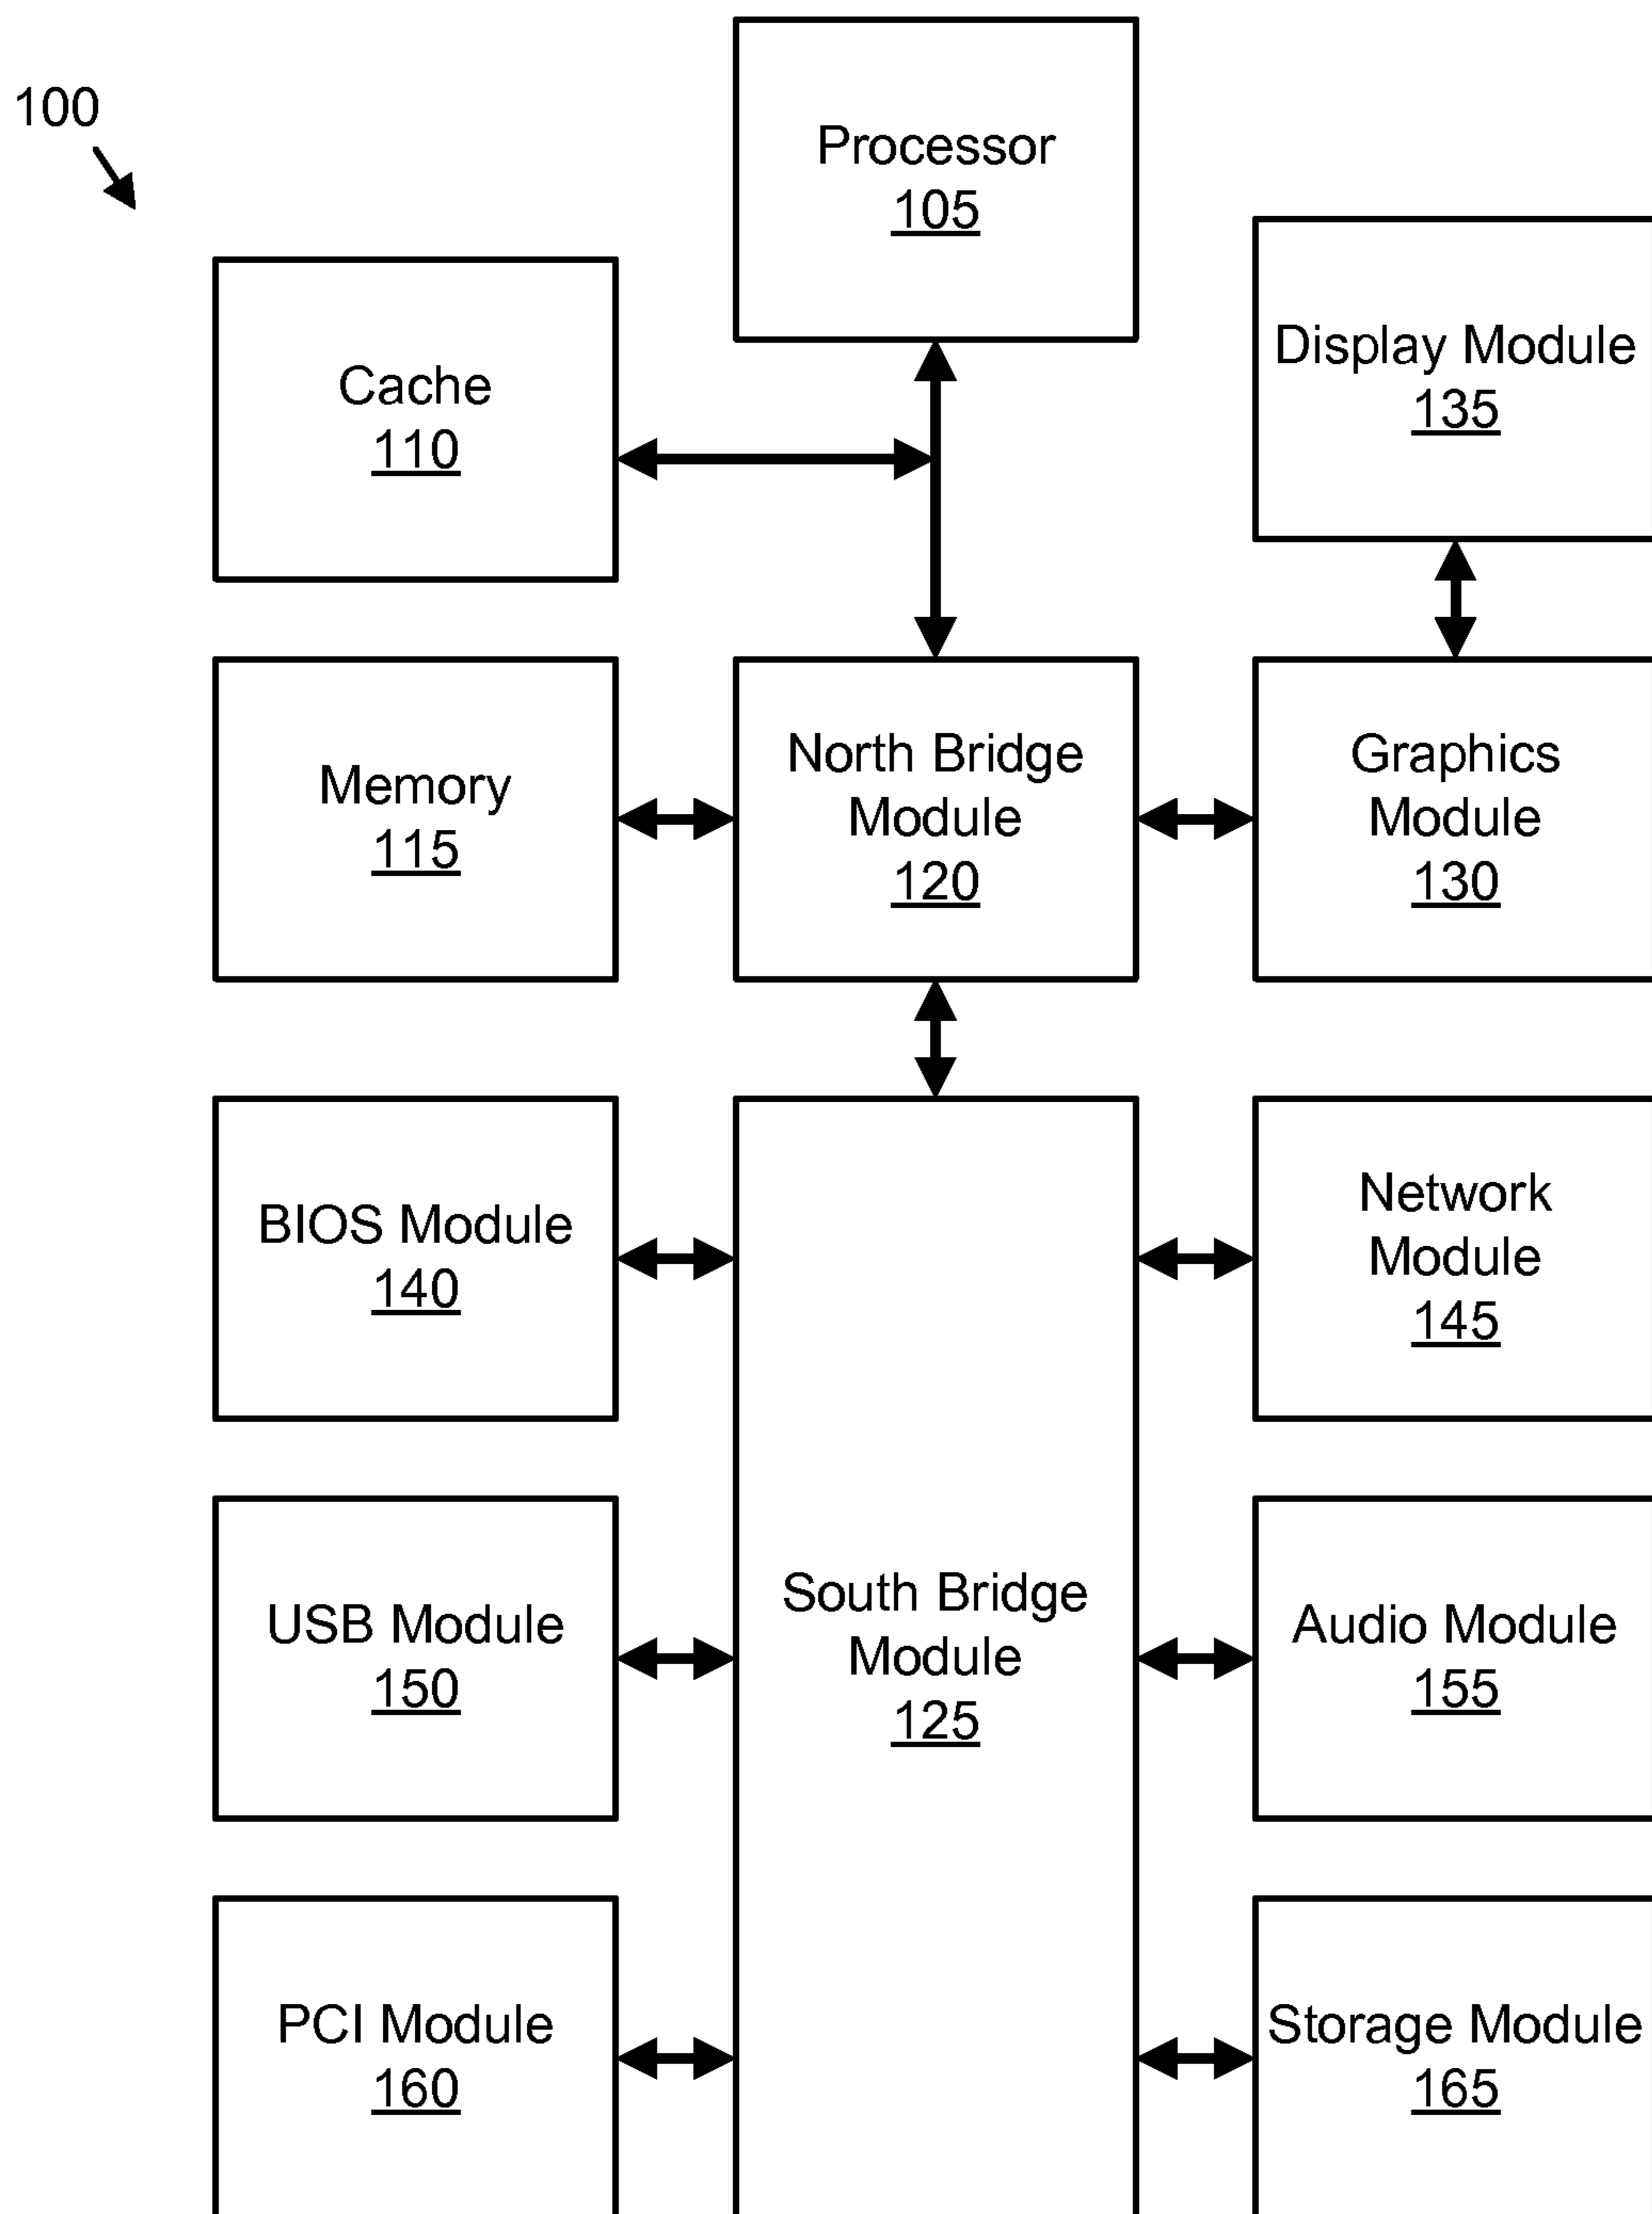 100
Processor
105
Cache
110
Display Module
135
Memory
115
North Bridge
Module
120
Graphics
Module
130
BIOS Module
140
Network
Module
145
USB Module
150
South Bridge
Module
125
Audio Module
155
PCI Module
160
Storage Module
165